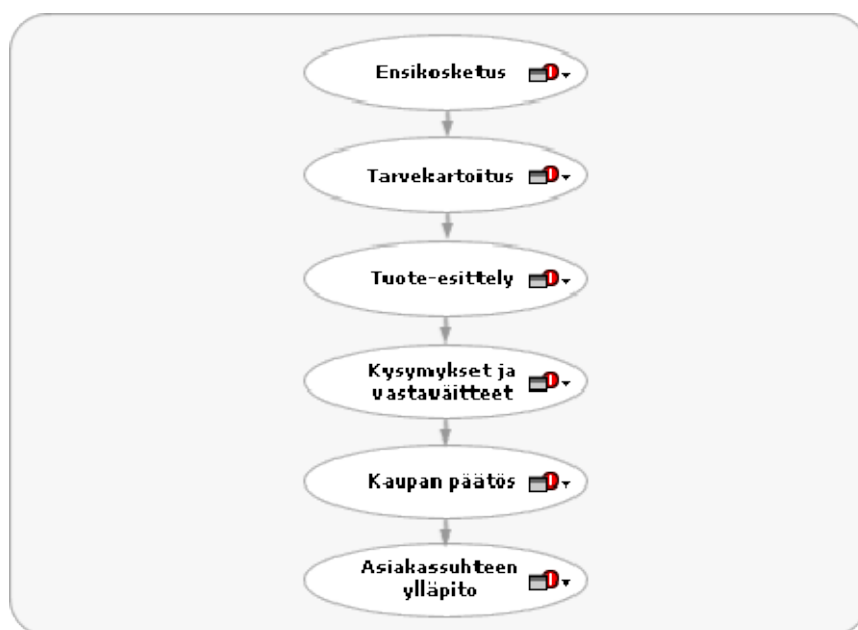 Ensikosketus
Tarvekartoitus
Tuote-esittely
Kysymykset ja
vastaväitteet
Kaupan päätös
Asiakassuhteen
ylläpito